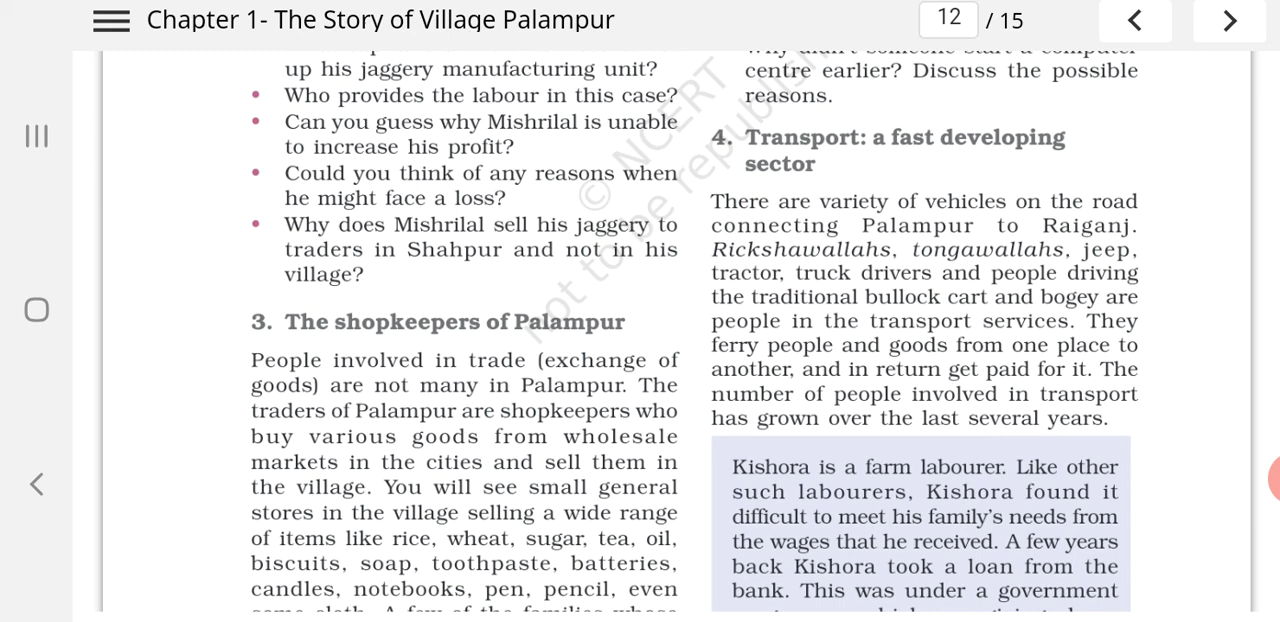 Chapter 1- The Story of Village Palampur
12 / 15
up his jaggery manufacturing unit?
• Who provides the labour in this case?
• Can you guess why Mishrilal is unable
to increase his profit?
• Could you think of any reasons when
he might face a loss?
• Why does Mishrilal sell his jaggery to
traders in Shahpur and not in his
village?
3. The shopkeepers of Palampur
People involved in trade (exchange of
goods) are not many in Palampur. The
traders of Palampur are shopkeepers who
buy various goods from wholesale
markets in the cities and sell them in
the village. You will see small general
stores in the village selling a wide range
of items like rice, wheat, sugar, tea, oil,
biscuits, soap, toothpaste, batteries,
candles, notebooks, pen, pencil, even
centre earlier? Discuss the possible
reasons.
4. Transport: a fast developing
sector
There are variety of vehicles on the road
connecting Palampur to Raiganj.
Rickshawallahs, tongawallahs, jeep,
tractor, truck drivers and people driving
the traditional bullock cart and bogey are
people in the transport services. They
ferry people and goods from one place to
another, and in return get paid for it. The
number of people involved in transport
has grown over the last several years.
Kishora is a farm labourer. Like other
such labourers, Kishora found it
difficult to meet his family's needs from
the wages that he received. A few years
back Kishora took a loan from the
bank. This was under a government
© NCERT
not to be republish